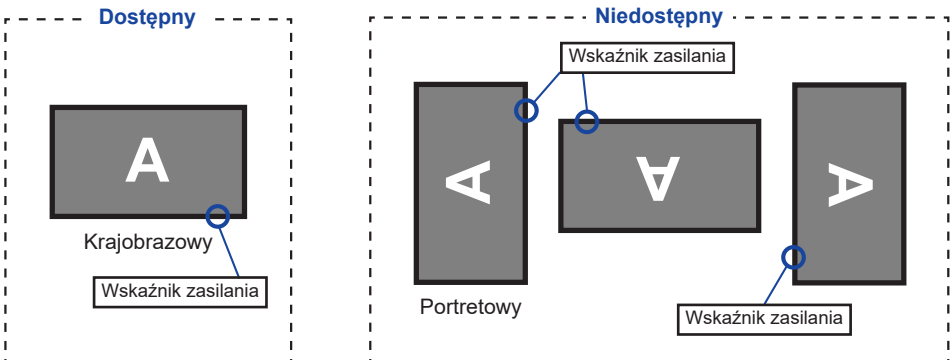 Dostępny
A
Krajobrazowy
Wskaźnik zasilania
Niedostępny
Wskaźnik zasilania
A
A
A
Portretowy
Wskaźnik zasilania